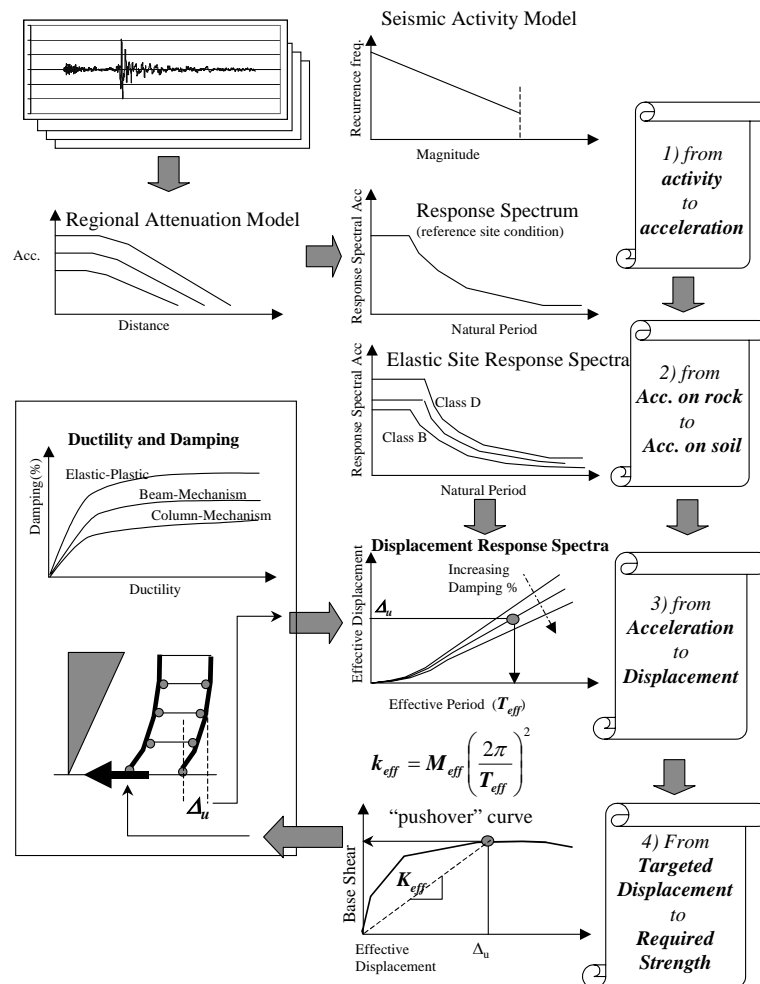 Seismic Activity Model
Recurrence freq.
Magnitude
1) from
activity
to
acceleration
Regional Attenuation Model
Acc.
Distance
Response Spectrum
(reference site condition)
Response Spectral Acc
Natural Period
Elastic Site Response Spectra
Response Spectral Acc
Class D
Class B
Natural Period
2) from
Acc. on rock
to
Acc. on soil
Ductility and Damping
Damping(%)
Elastic-Plastic
Beam-Mechanism
Column-Mechanism
Ductility
Displacement Response Spectra
Effective Displacement
Increasing
Damping %
Δu
Effective Period (Teff)
3) from
Acceleration
to
Displacement
Δu
keff = Meff (2π/Teff)²
“pushover” curve
Base Shear
Keff
Effective
Displacement
Δu
4) From
Targeted
Displacement
to
Required
Strength